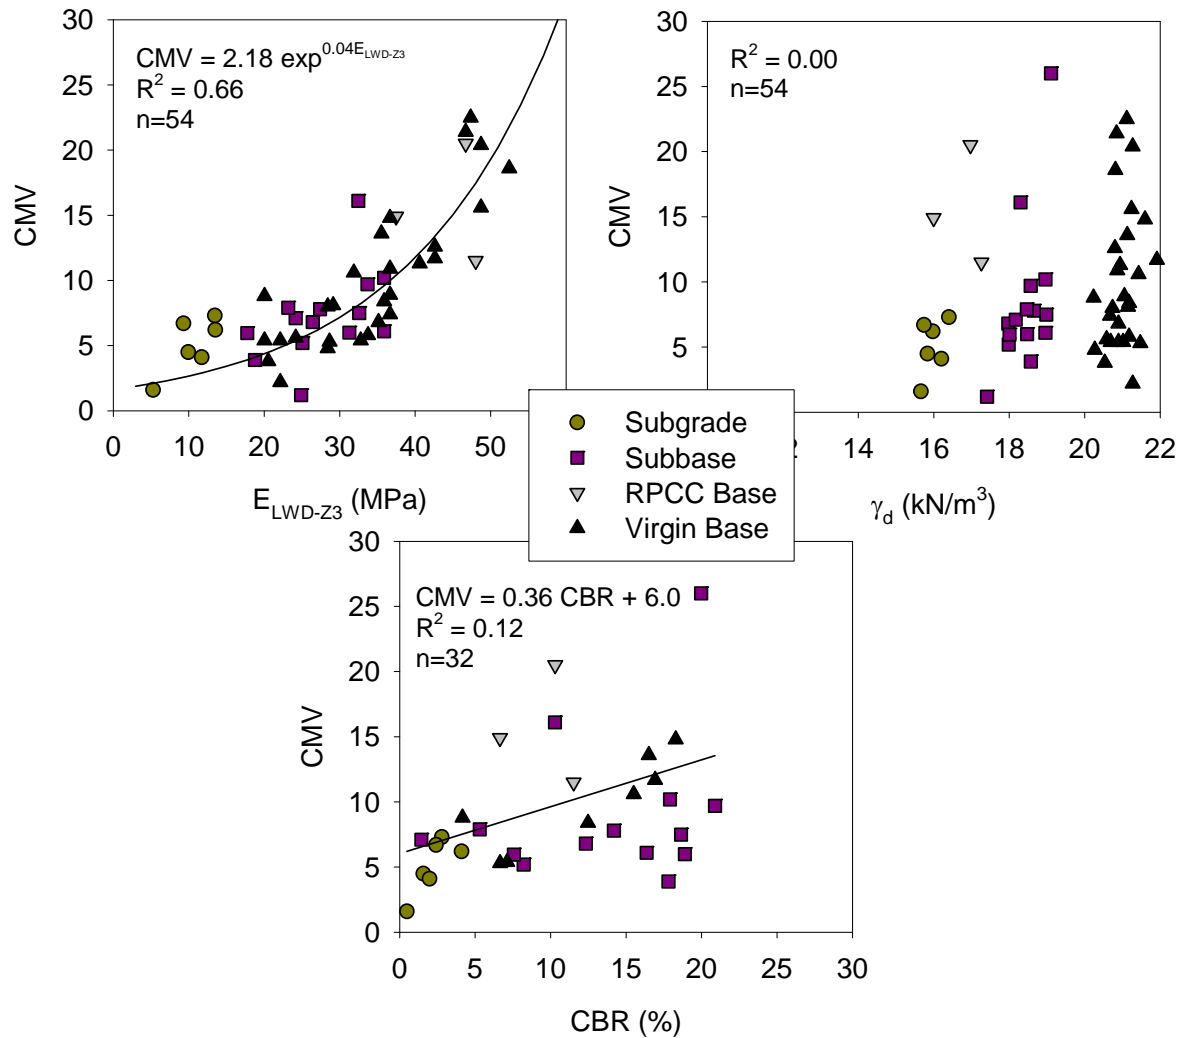 CMV = 2.18 exp^0.04E_LWD-Z3
R² = 0.66
n=54
30
25
20
15
10
5
0
CMV
0 10 20 30 40 50
E_LWD-Z3 (MPa)
R² = 0.00
n=54
30
25
20
15
10
5
CMV
2 14 16 18 20 22
γ_d (kN/m³)
Subgrade
Subbase
RPCC Base
Virgin Base
CMV = 0.36 CBR + 6.0
R² = 0.12
n=32
30
25
20
15
10
5
0
CMV
0 5 10 15 20 25 30
CBR (%)